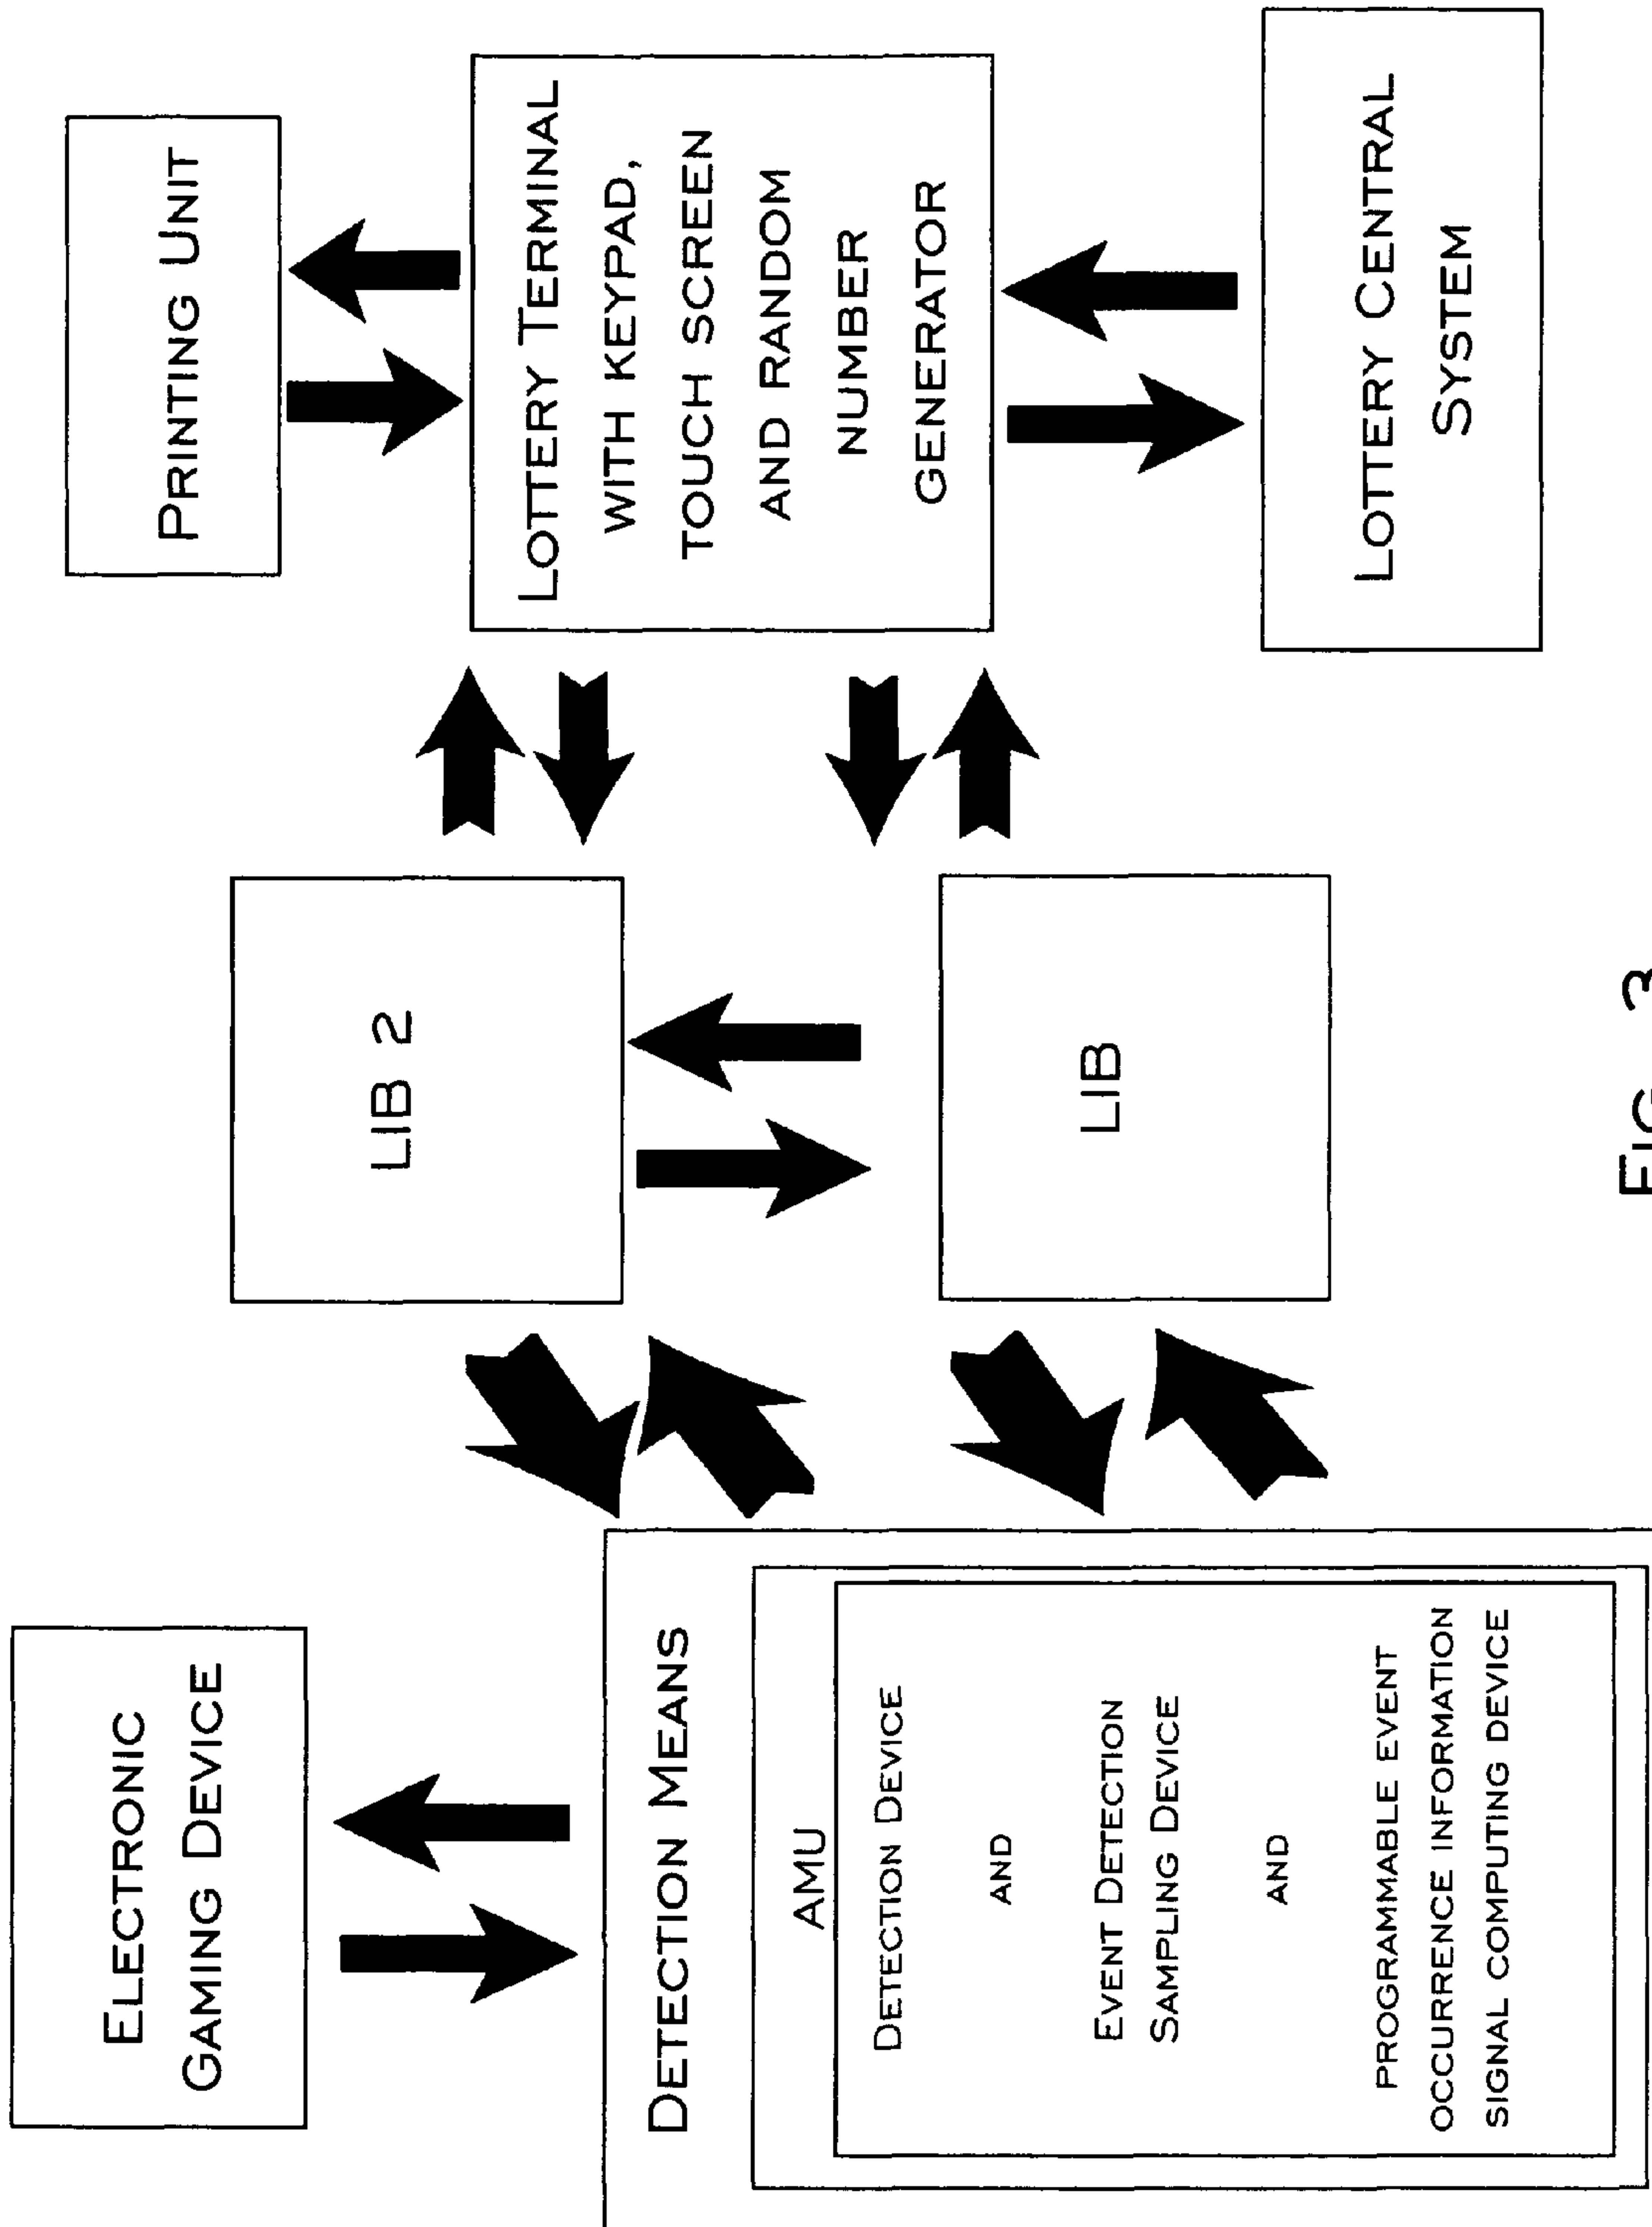 Electronic
Gaming Device
Detection Means
AMU
Detection Device
and
Event Detection
Sampling Device
and
programmable event
occurrence information
signal computing device
LIB 2
LIB
Printing Unit
Lottery Terminal
with keypad,
touch screen
and random
number
generator
Lottery Central
System
Fig. 3